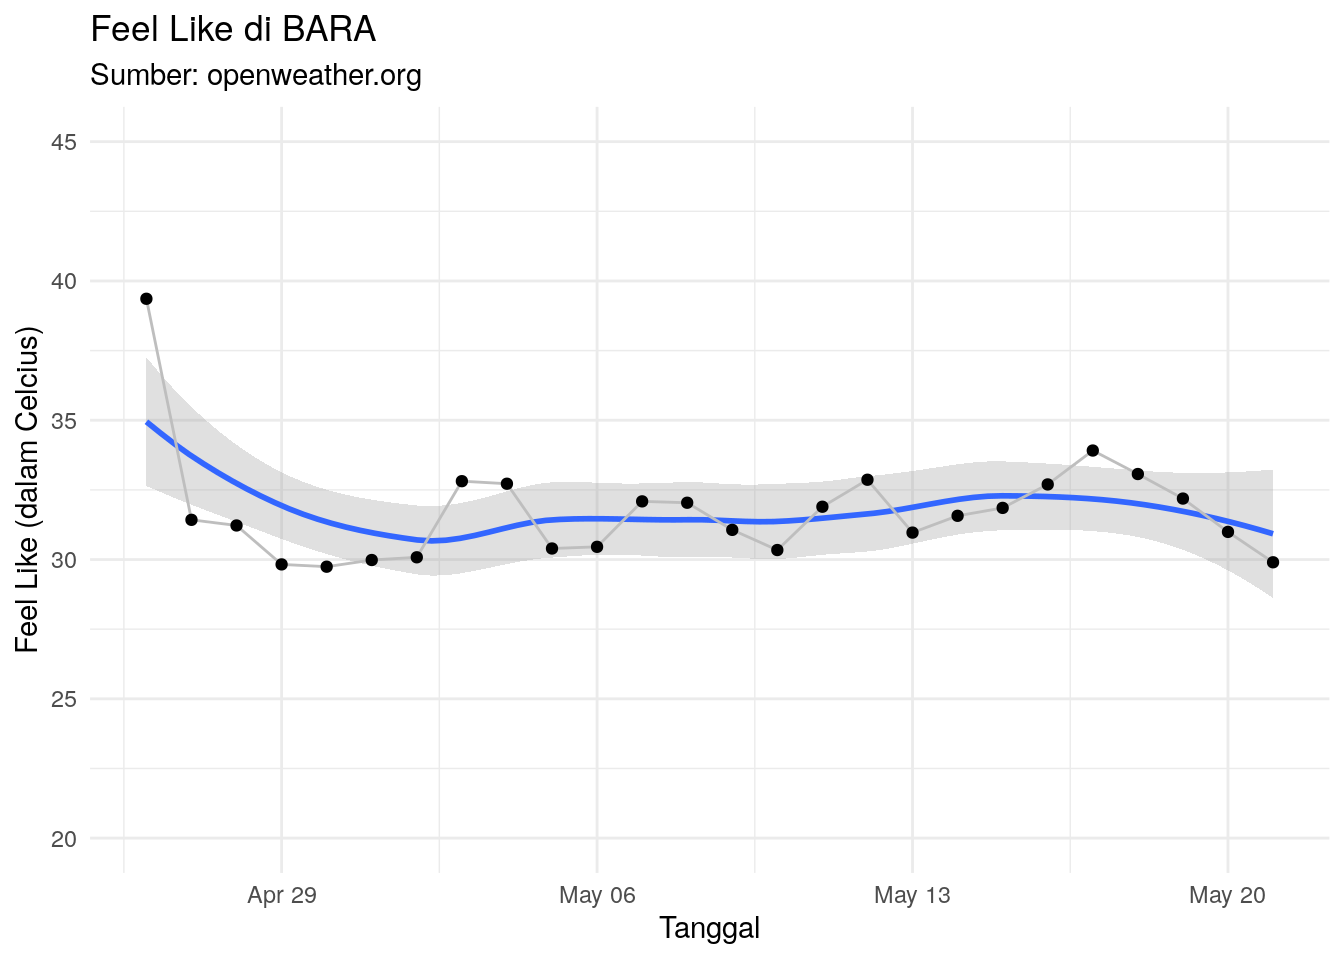 Feel Like di BARA
Sumber: openweather.org
Feel Like (dalam Celcius)
45
40
35
30
25
20
Apr 29
May 06
May 13
May 20
Tanggal